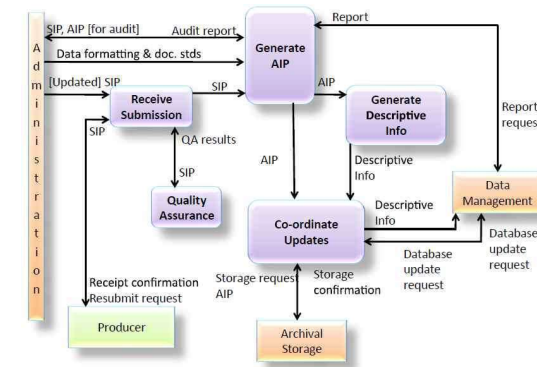 SIP, AIP [for audit]
Audit report
Report
Data formatting & doc. stds
Generate
AIP
[Updated] SIP
SIP
AIP
Administration
Receive
Submission
Generate
Descriptive
Info
Report
reques
SIP
QA results
AIP
Descriptive
Info
SIP
Quality
Assurance
Data
Management
Descriptive
Info
Co-ordinate
Updates
Database
update
request
Database
update
request
Receipt confirmation
Resubmit request
Storage request
AIP
Storage
confirmation
Producer
Archival
Storage